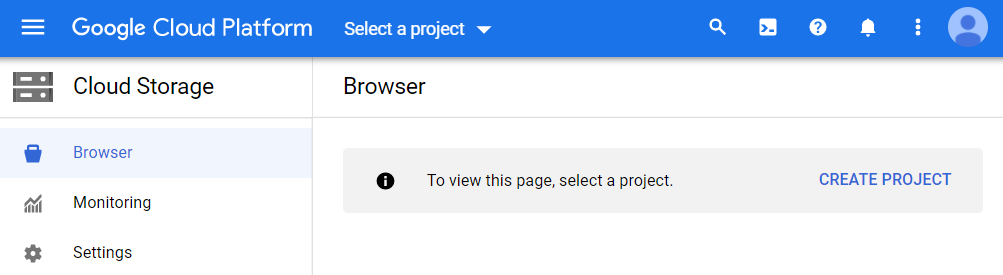 Google Cloud Platform
Select a project
Cloud Storage
Browser
Browser
Monitoring
Settings
To view this page, select a project.
CREATE PROJECT